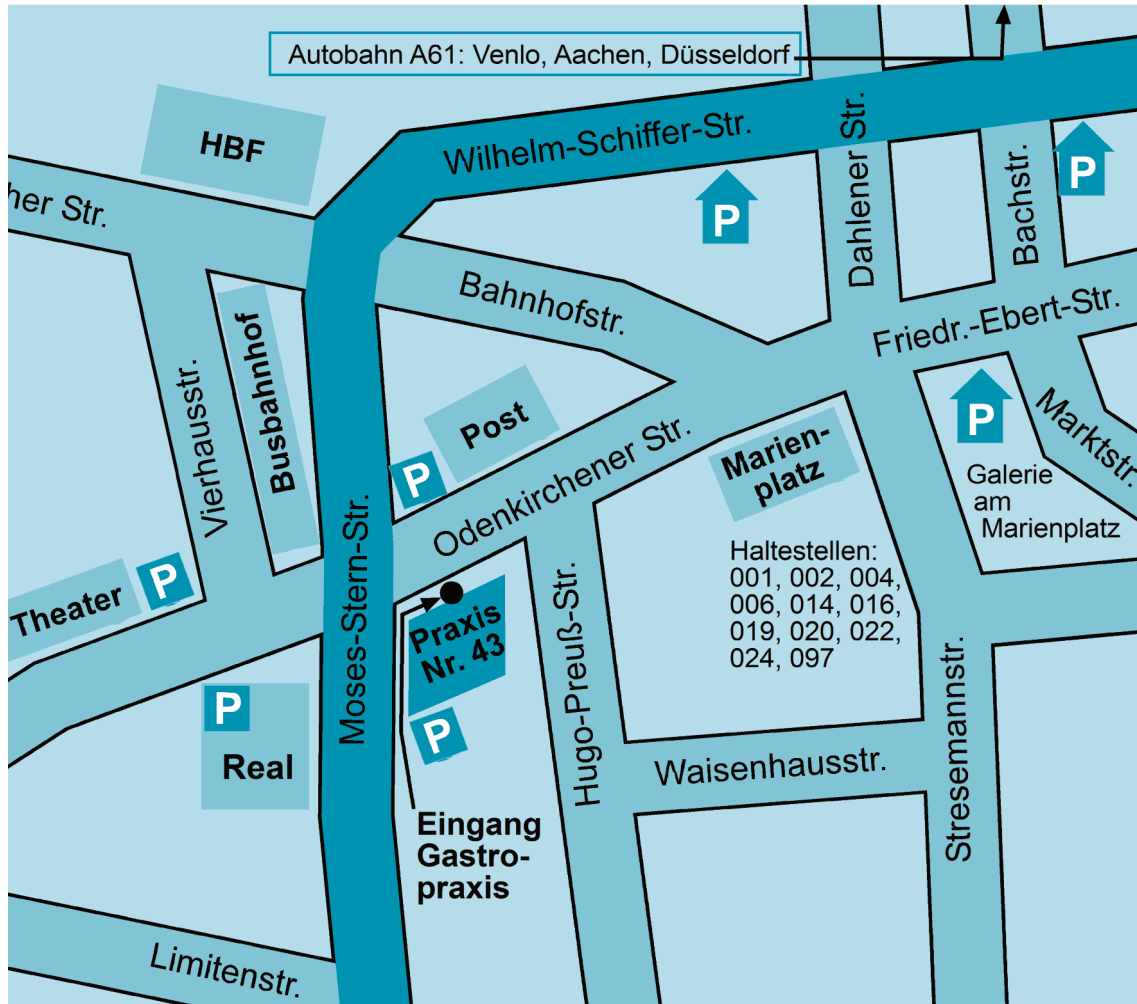 Autobahn A61: Venlo, Aachen, Düsseldorf
HBF
Wilhelm-Schiffer-Str.
Dahlener Str.
Bachstr.
P
P
her Str.
Bahnhofstr.
Friedr.-Ebert-Str.
Vierhausstr.
Busbahnhof
Post
P
Odenkirchener Str.
Marien-
platz
P
Galerie
am
Marienplatz
Marktstr.
Haltestellen:
001, 002, 004,
006, 014, 016,
019, 020, 022,
024, 097
Theater
P
Moses-Stern-Str.
Praxis
Nr. 43
P
Hugo-Preuß-Str.
P
Real
Waisenhausstr.
Stresemannstr.
Eingang
Gastro-
praxis
Limitenstr.